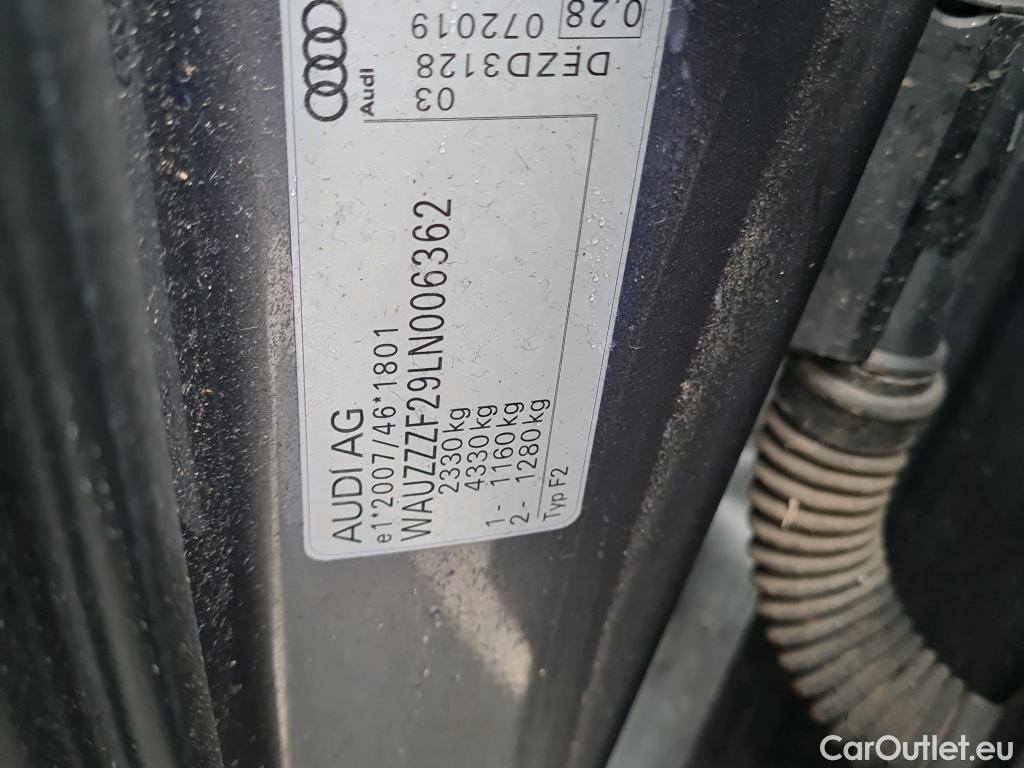 AUDI AG
e1*2007/46*1801
WAUZZZF29LN006362
2330kg
4330kg
1 - 1160kg
2 - 1280kg
Typ F2
Audi
03
DEZD3128
072019
0,28
CarOutlet.eu